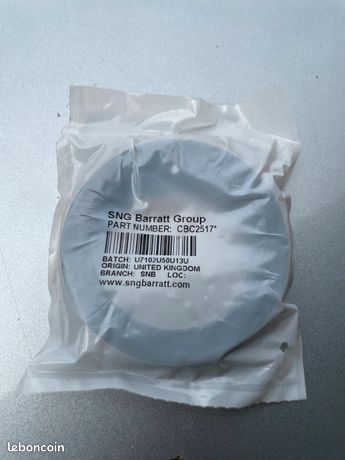 SNG Barratt Group
PART NUMBER: CBC2517*
BATCH: U7102U50U13U
ORIGIN: UNITED KINGDOM
BRANCH: SNB LOC:
www.sngbarratt.com
leboncoin